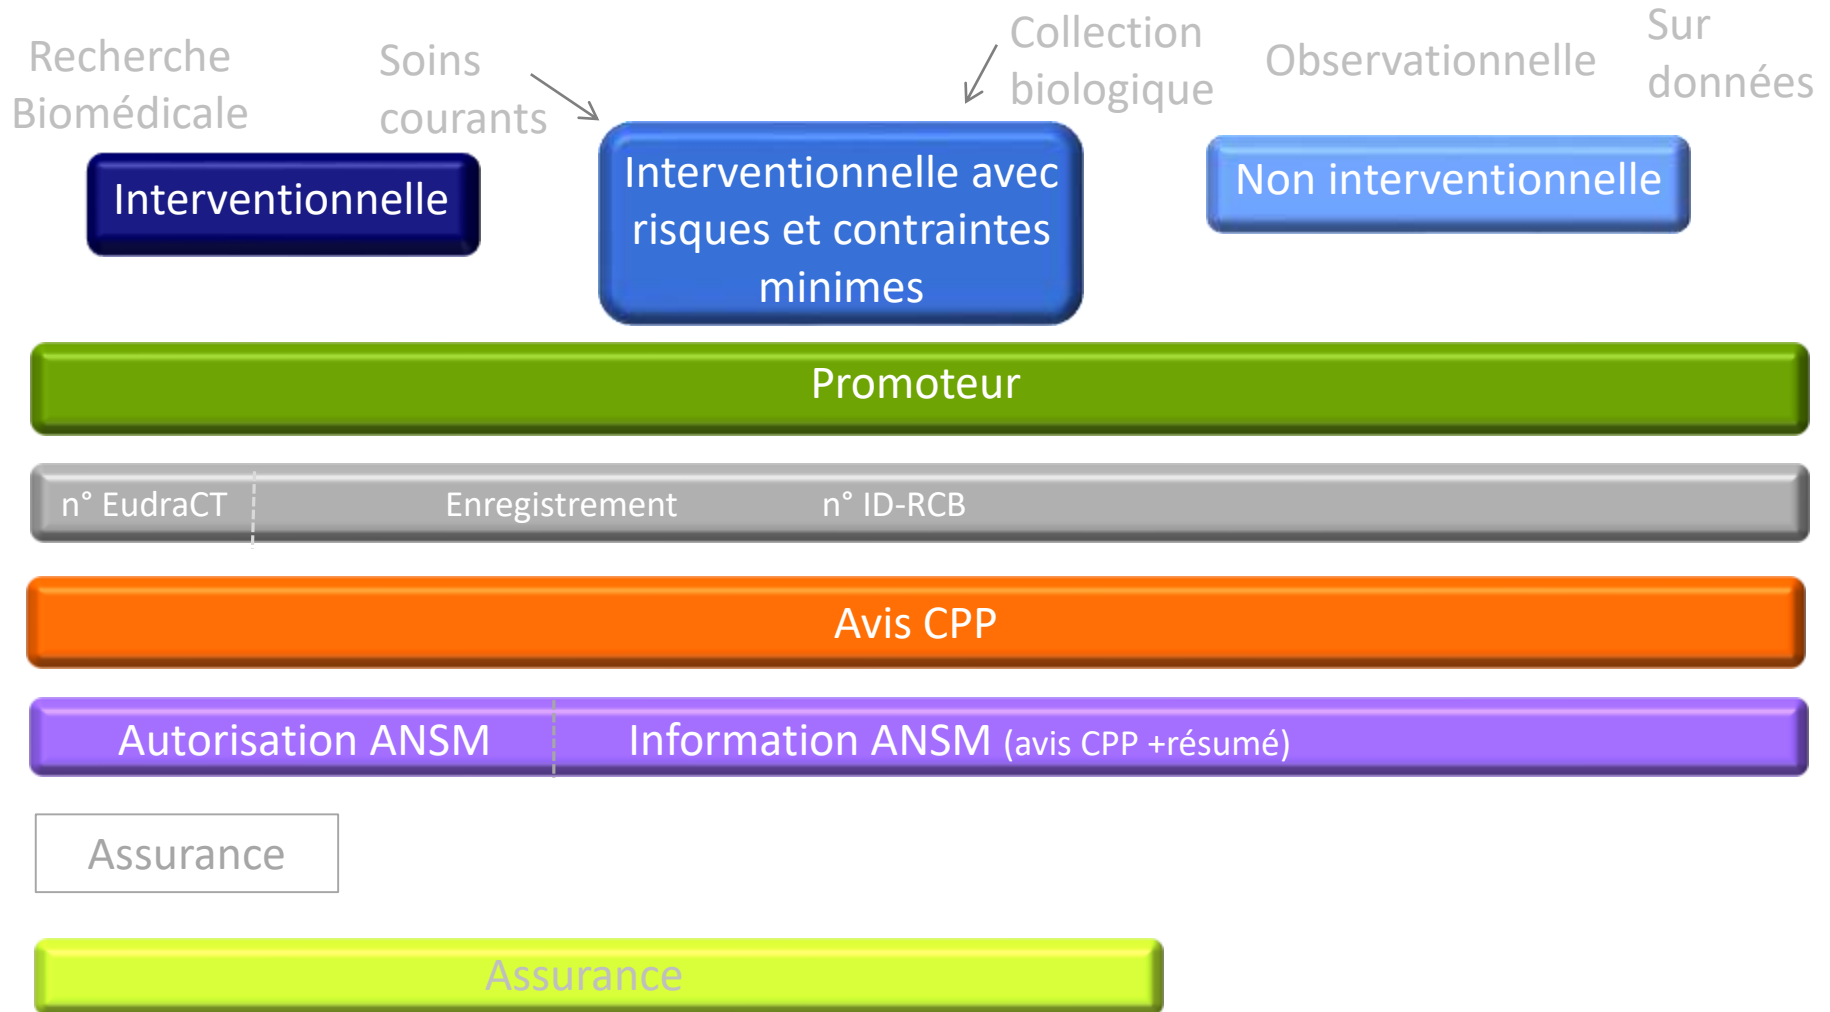 Recherche
Biomédicale
Soins
courants
Collection
biologique
Observationnelle
Sur
données
Interventionnelle
Interventionnelle avec
risques et contraintes
minimes
Non interventionnelle
Promoteur
n° EudraCT
Enregistrement
n° ID-RCB
Avis CPP
Autorisation ANSM
Information ANSM (avis CPP +résumé)
Assurance
Assurance